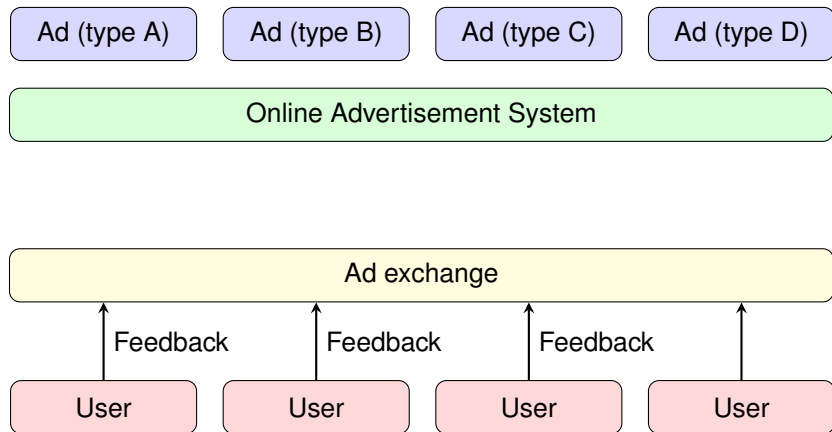 Ad (type A) Ad (type B) Ad (type C) Ad (type D)
Online Advertisement System
Ad exchange
Feedback Feedback Feedback
User User User User